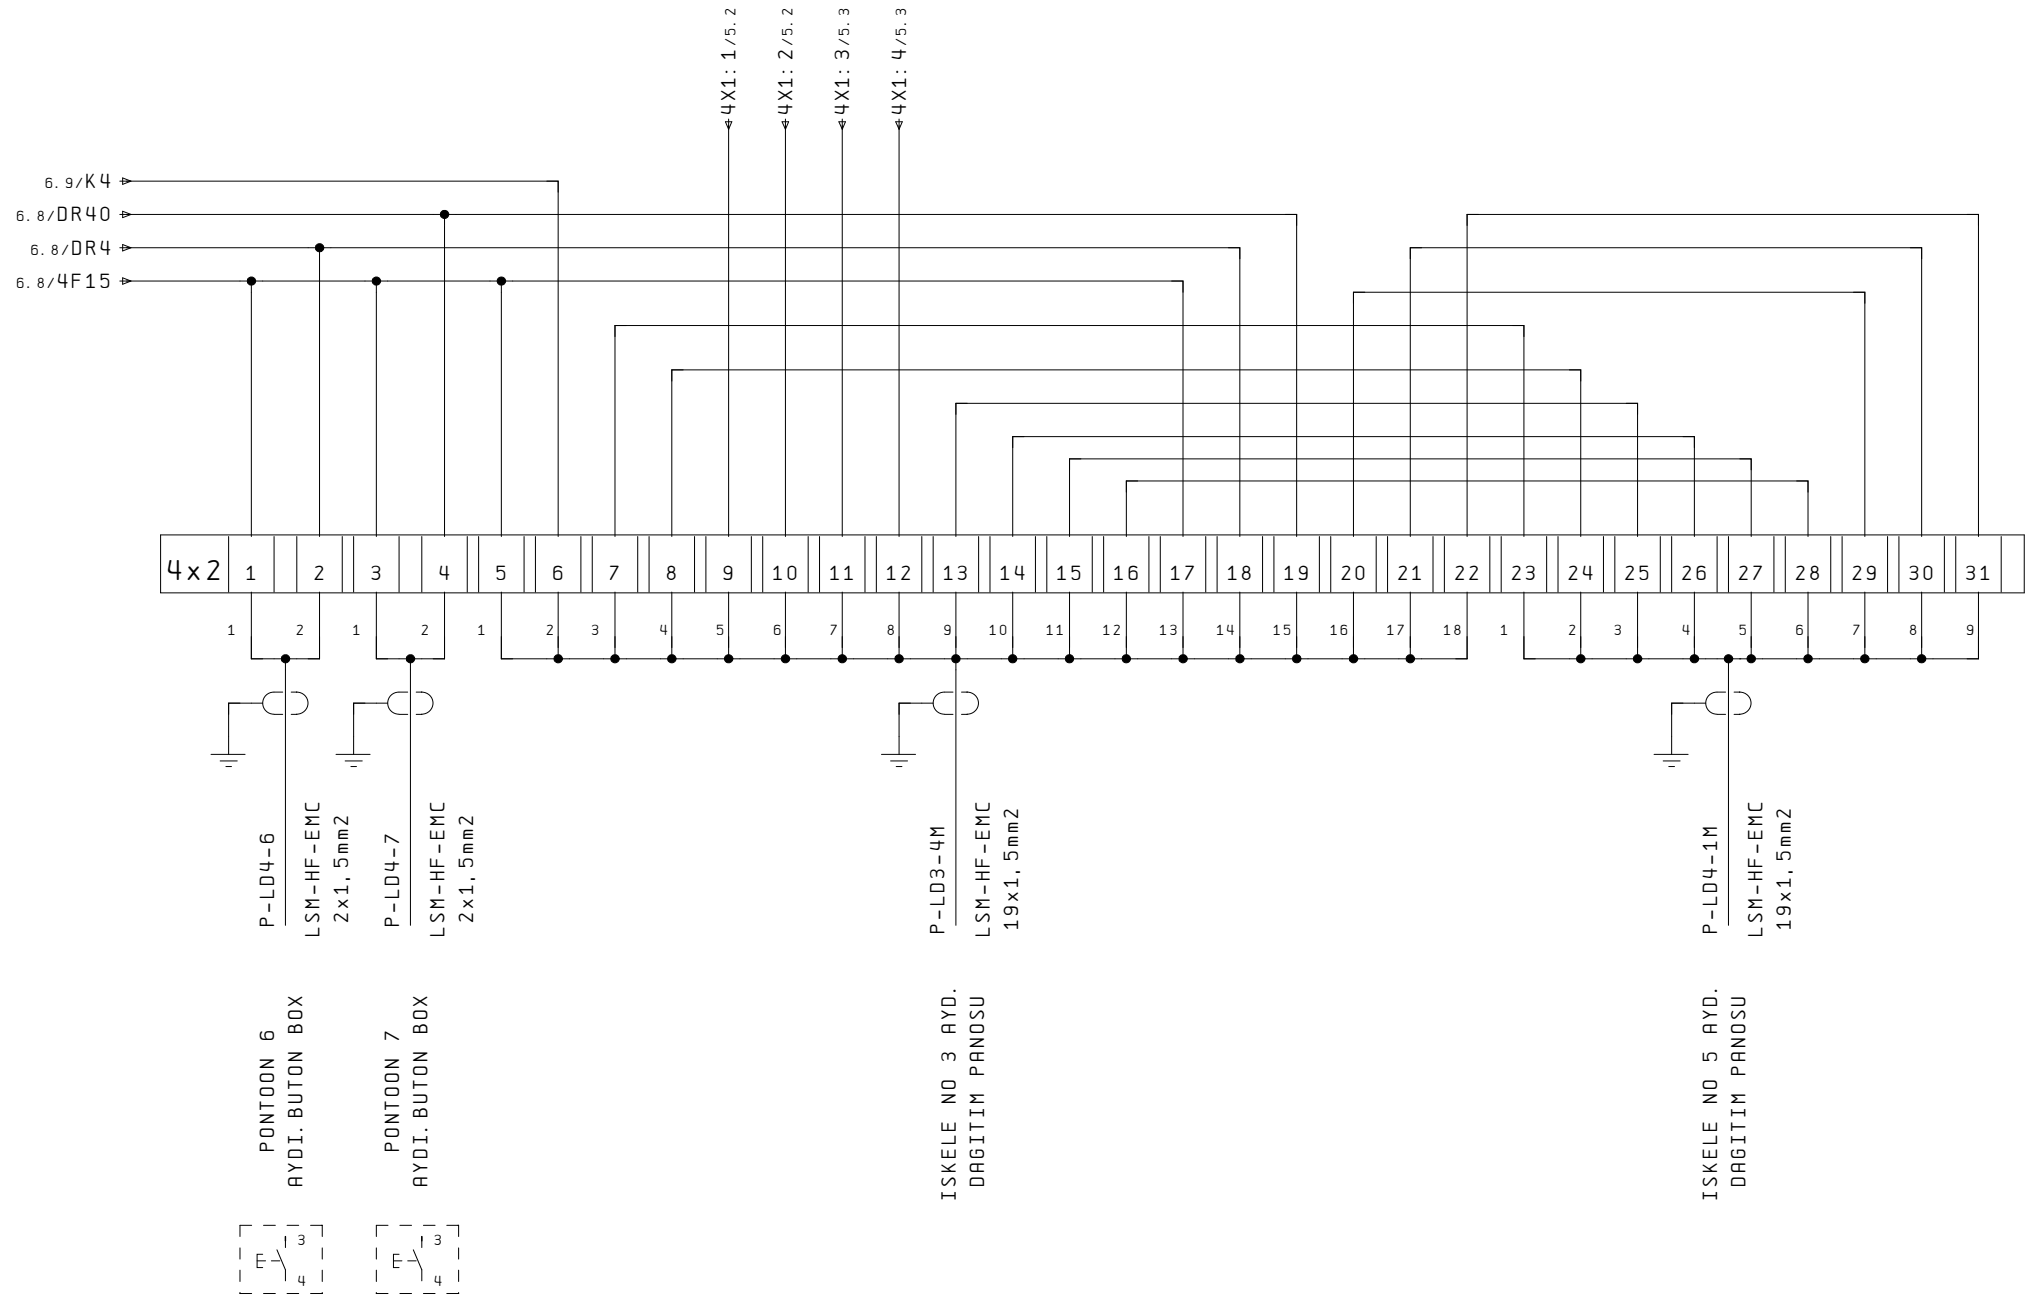 4X1:1/5.2
4X1:2/5.2
4X1:3/5.3
4X1:4/5.3
6.9/K4
6.8/DR40
6.8/DR4
6.8/4F15
4x2 1 2 3 4 5 6 7 8 9 10 11 12 13 14 15 16 17 18 19 20 21 22 23 24 25 26 27 28 29 30 31
1 2 1 2 1 2 3 4 5 6 7 8 9 10 11 12 13 14 15 16 17 18 1 2 3 4 5 6 7 8 9
P-LD4-6
LSM-HF-EMC
2x1,5mm2
P-LD4-7
LSM-HF-EMC
2x1,5mm2
P-LD3-4M
LSM-HF-EMC
19x1,5mm2
P-LD4-1M
LSM-HF-EMC
19x1,5mm2
PONTOON 6
AYDI.BUTON BOX
PONTOON 7
AYDI.BUTON BOX
ISKELE NO 3 AYD.
DAGITIM PANOSU
ISKELE NO 5 AYD.
DAGITIM PANOSU
3
4
3
4